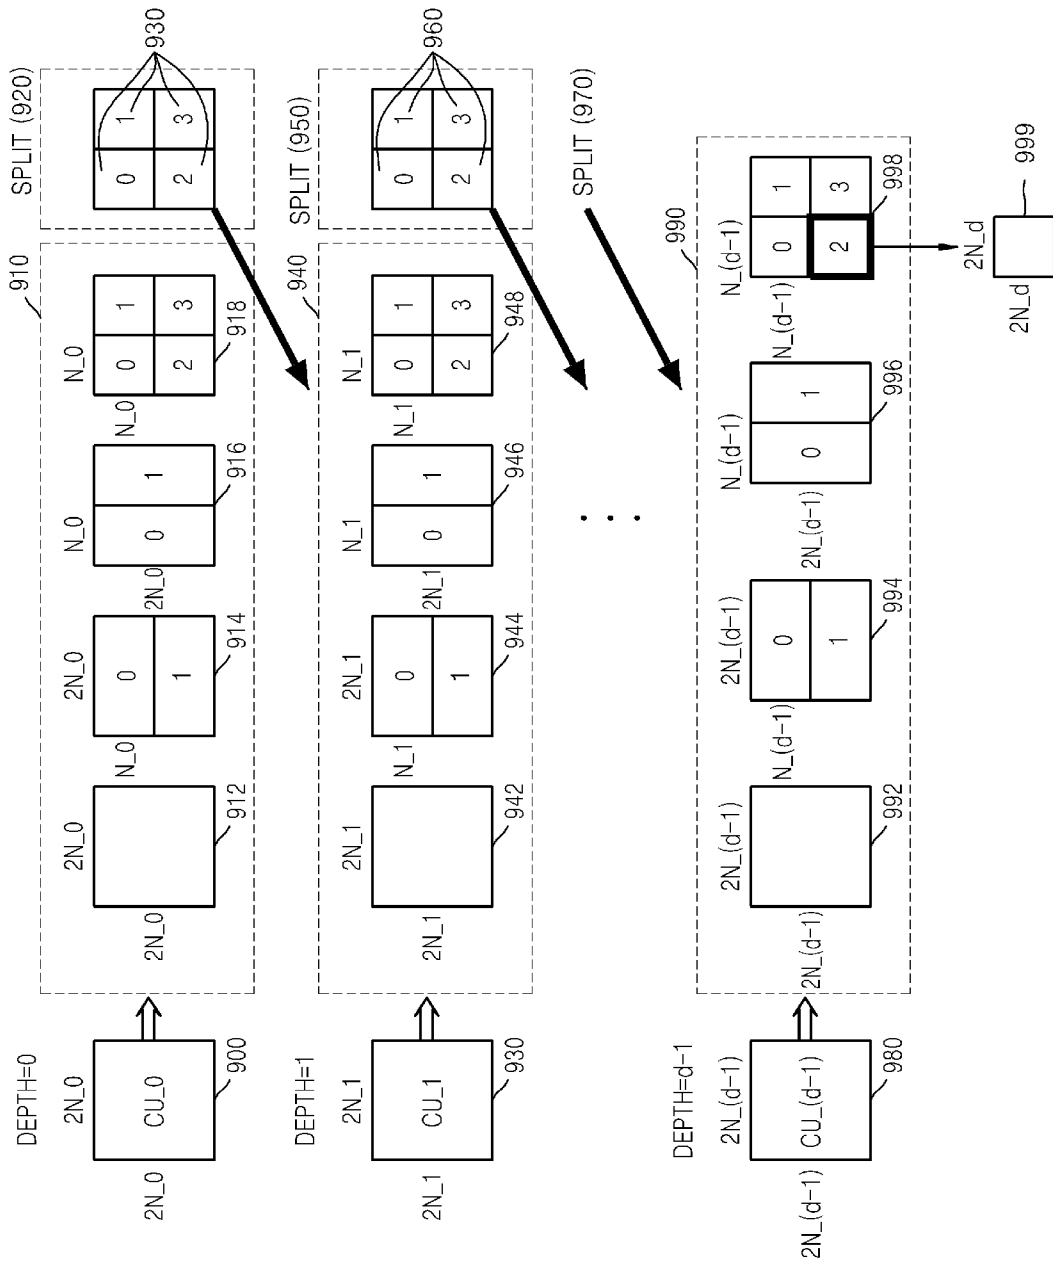 DEPTH=0
2N_0
2N_0
CU_0
900
910
2N_0
2N_0
912
2N_0
N_0
0
1
914
N_0
2N_0
0
1
916
N_0
N_0
0
1
2
3
918
SPLIT (920)
0
1
2
3
930
DEPTH=1
2N_1
2N_1
CU_1
930
940
2N_1
2N_1
942
2N_1
N_1
0
1
944
N_1
2N_1
0
1
946
N_1
N_1
0
1
2
3
948
SPLIT (950)
0
1
2
3
960
SPLIT (970)
. . .
DEPTH=d-1
2N_(d-1)
2N_(d-1)
CU_(d-1)
980
990
2N_(d-1)
2N_(d-1)
992
2N_(d-1)
N_(d-1)
0
1
994
N_(d-1)
2N_(d-1)
0
1
996
N_(d-1)
N_(d-1)
0
1
2
3
998
2N_d
2N_d
999